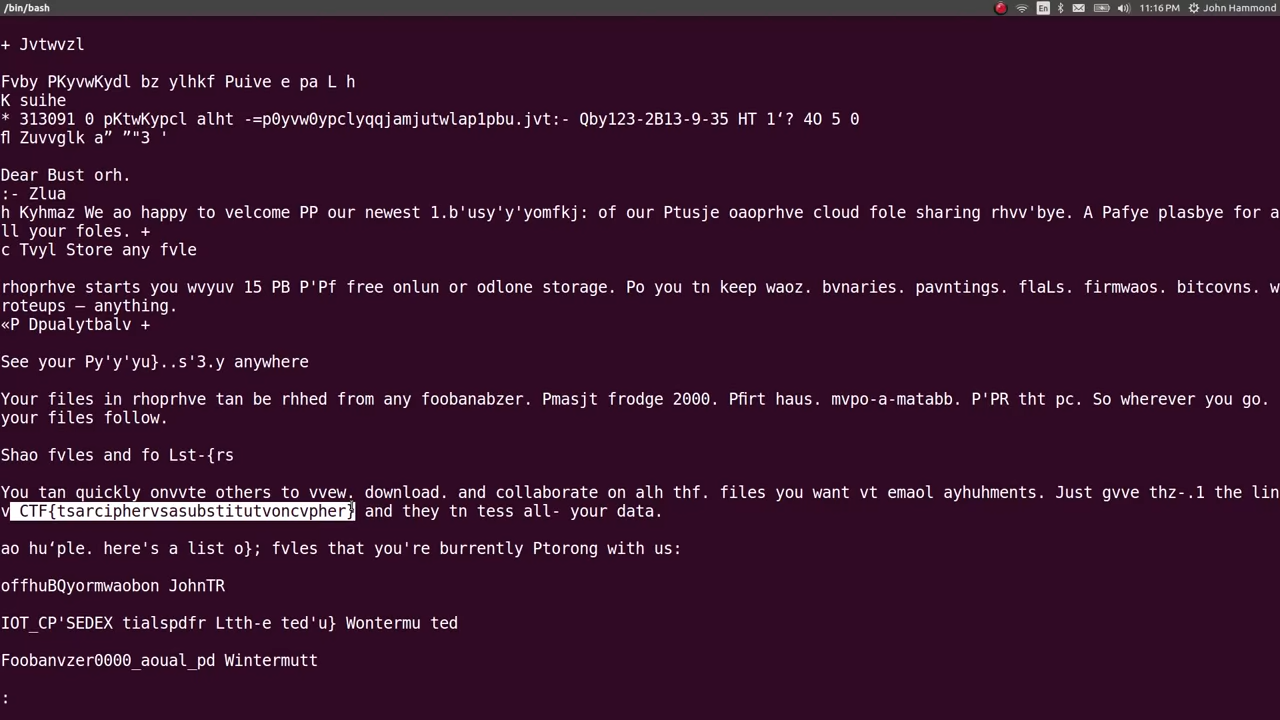 /bin/bash
En
11:16 PM
John Hammond
+ Jvtwvzl
Fvby PKyvwKydl bz ylhkf Puive e pa L h
K suihe
* 313091 0 pKtwKypcl alht -=p0yvw0ypclyqqjamjutwlap1pbu.jvt:- Qby123-2B13-9-35 HT 1‘? 4O 5 0
ﬂ Zuvvglk a” ”"3 '
Dear Bust orh.
:- Zlua
h Kyhmaz We ao happy to velcome PP our newest 1.b'usy'y'yomfkj: of our Ptusje oaoprhve cloud fole sharing rhvv'bye. A Pafye plasbye for a
ll your foles. +
c Tvyl Store any fvle
rhoprhve starts you wvyuv 15 PB P'Pf free onlun or odlone storage. Po you tn keep waoz. bvnaries. pavntings. flaLs. firmwaos. bitcovns. w
roteups — anything.
«P Dpualytbalv +
See your Py'y'yu}..s'3.y anywhere
Your files in rhoprhve tan be rhhed from any foobanabzer. Pmasjt frodge 2000. Pﬁrt haus. mvpo-a-matabb. P'PR tht pc. So wherever you go.
your files follow.
Shao fvles and fo Lst-{rs
You tan quickly onvvte others to vvew. download. and collaborate on alh thf. files you want vt emaol ayhuhments. Just gvve thz-.1 the lin
v CTF{tsarciphervsasubstitutvoncvpher} and they tn tess all- your data.
ao hu‘ple. here's a list o}; fvles that you're burrently Ptorong with us:
offhuBQyormwaobon JohnTR
IOT_CP'SEDEX tialspdfr Ltth-e ted'u} Wontermu ted
Foobanvzer0000_aoual_pd Wintermutt
: